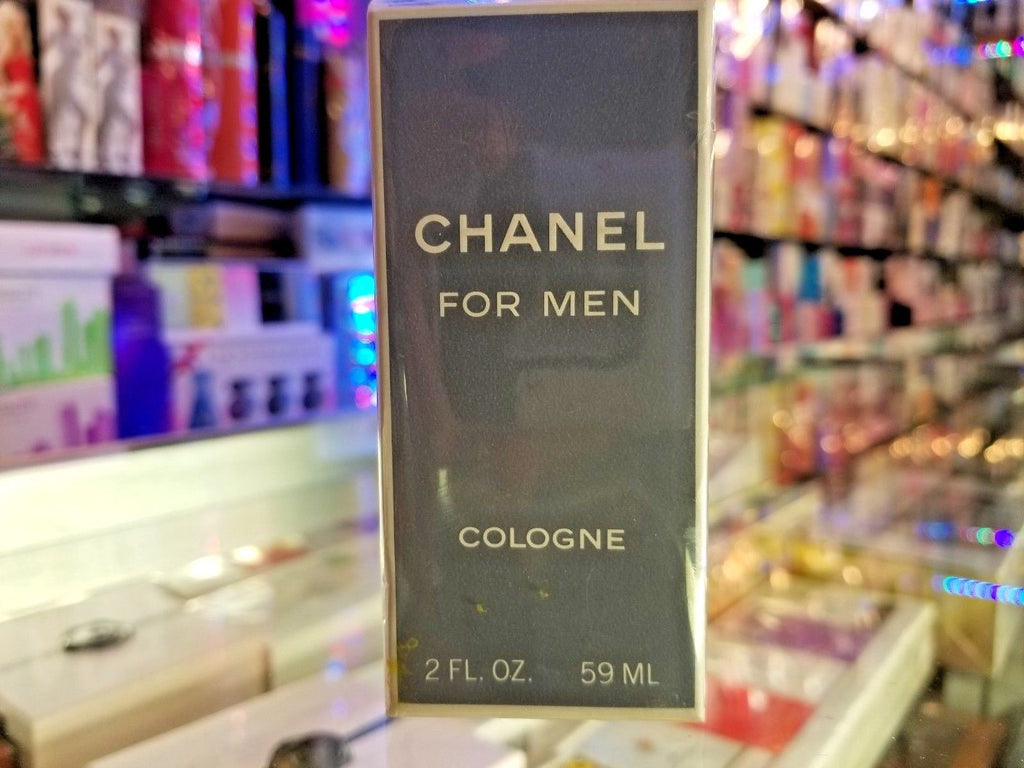 CHANEL
FOR MEN
COLOGNE
2 FL. OZ. 59 ML